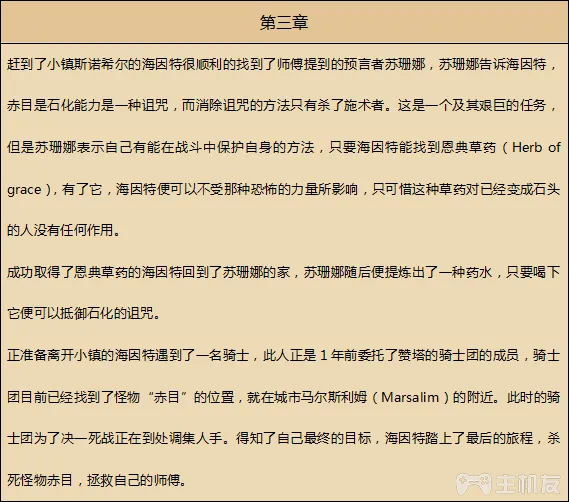 第三章
赶到了小镇斯诺希尔的海因特很顺利的找到了师傅提到的预言者苏珊娜，苏珊娜告诉海因特，
赤目是石化能力是一种诅咒，而消除诅咒的方法只有杀了施术者。这是一个及其艰巨的任务，
但是苏珊娜表示自己有能在战斗中保护自身的方法，只要海因特能找到恩典草药（Herb of
grace），有了它，海因特便可以不受那种恐怖的力量所影响，只可惜这种草药对已经变成石头
的人没有任何作用。
成功取得了恩典草药的海因特回到了苏珊娜的家，苏珊娜随后便提炼出了一种药水，只要喝下
它便可以抵御石化的诅咒。
正准备离开小镇的海因特遇到了一名骑士，此人正是１年前委托了赞塔的骑士团的成员，骑士
团目前已经找到了怪物“赤目”的位置，就在城市马尔斯利姆（Marsalim）的附近。此时的骑
士团为了决一死战正在到处调集人手。得知了自己最终的目标，海因特踏上了最后的旅程，杀
死怪物赤目，拯救自己的师傅。
主机友